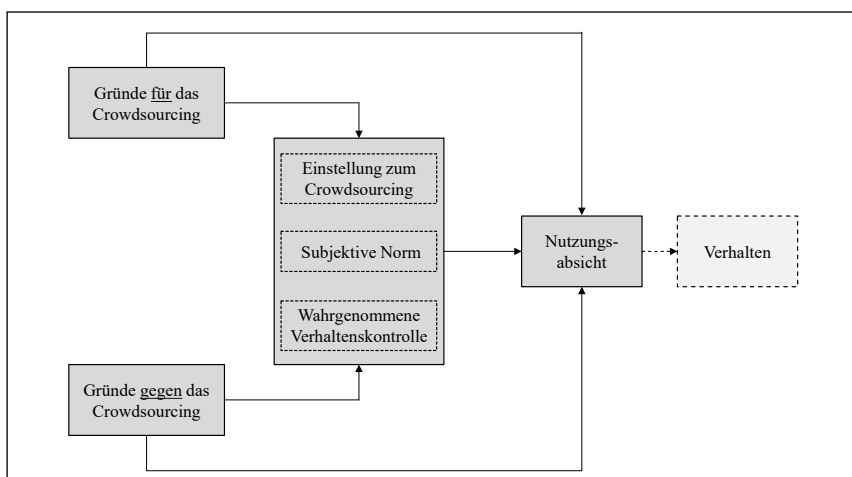 Gründe für das
Crowdsourcing
Einstellung zum
Crowdsourcing
Subjektive Norm
Wahrgenommene
Verhaltenskontrolle
Nutzungs-
absicht
Verhalten
Gründe gegen das
Crowdsourcing